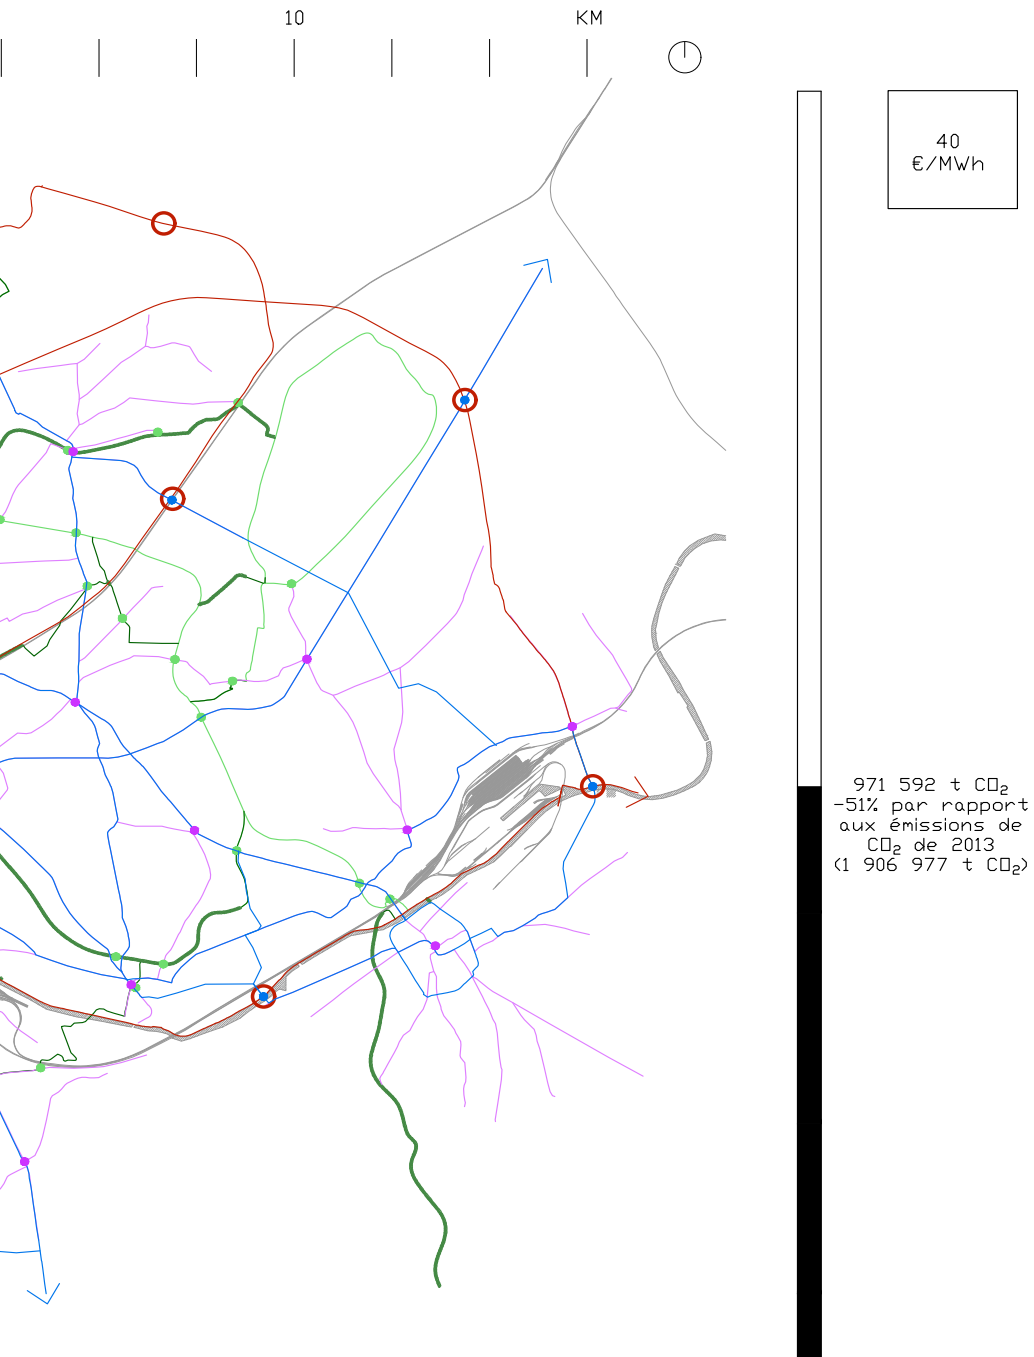 10 KM
40
€/MWh
971 592 t CO₂
-51% par rapport
aux émissions de
CO₂ de 2013
(1 906 977 t CO₂)